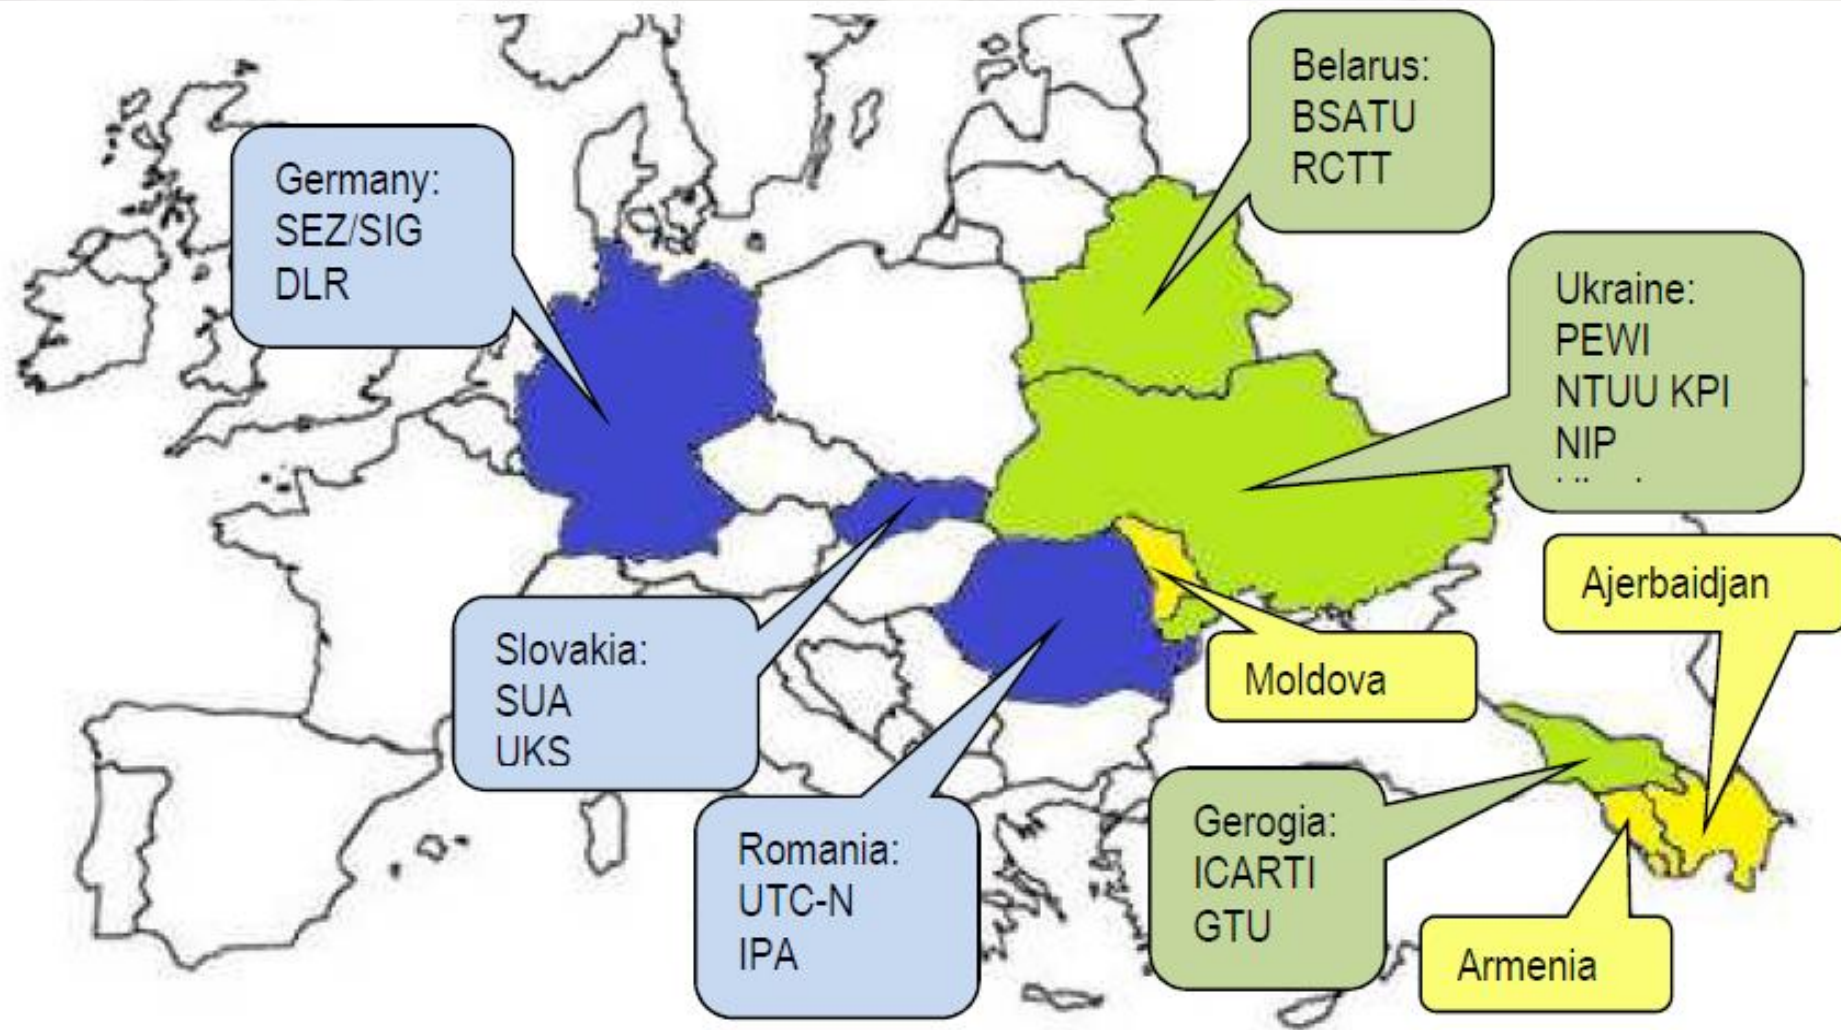 Belarus:
BSATU
RCTT
Germany:
SEZ/SIG
DLR
Ukraine:
PEWI
NTUU KPI
NIP
Ajerbaidjan
Slovakia:
SUA
UKS
Moldova
Romania:
UTC-N
IPA
Gerogia:
ICARTI
GTU
Armenia